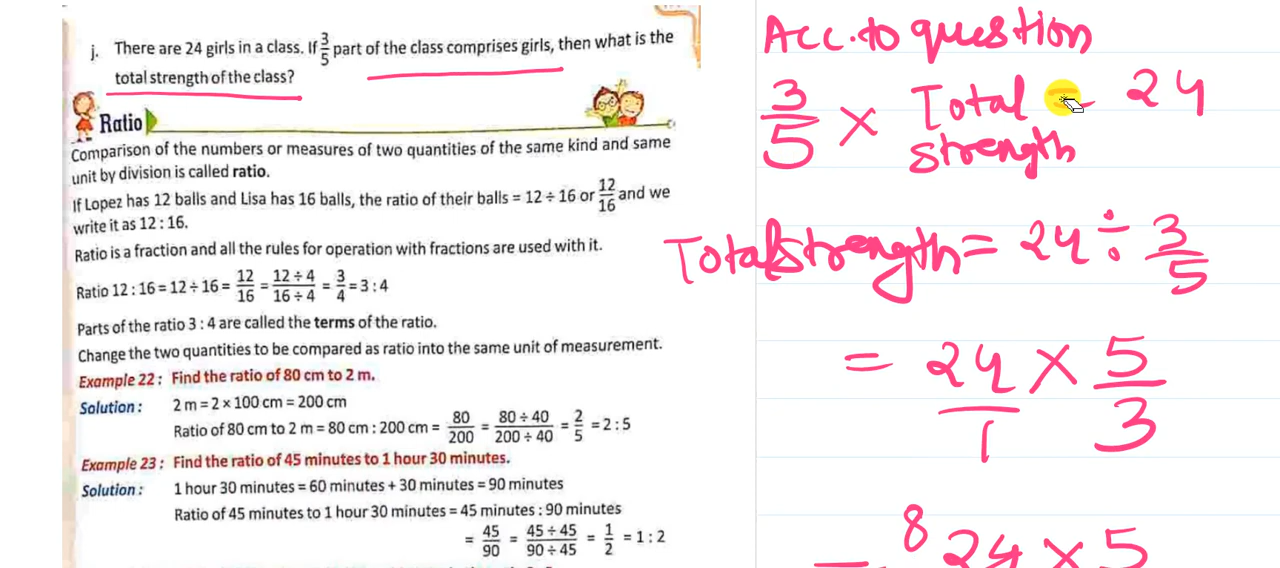 j. There are 24 girls in a class. If 3/5 part of the class comprises girls, then what is the
total strength of the class?
Ratio
Comparison of the numbers or measures of two quantities of the same kind and same
unit by division is called ratio.
If Lopez has 12 balls and Lisa has 16 balls, the ratio of their balls = 12 ÷ 16 or 12/16 and we
write it as 12 : 16.
Ratio is a fraction and all the rules for operation with fractions are used with it.
Ratio 12 : 16 = 12 ÷ 16 = 12/16 = 12 ÷ 4/16 ÷ 4 = 3/4 = 3 : 4
Parts of the ratio 3 : 4 are called the terms of the ratio.
Change the two quantities to be compared as ratio into the same unit of measurement.
Example 22 : Find the ratio of 80 cm to 2 m.
Solution : 2 m = 2 × 100 cm = 200 cm
Ratio of 80 cm to 2 m = 80 cm : 200 cm = 80/200 = 80 ÷ 40/200 ÷ 40 = 2/5 = 2 : 5
Example 23 : Find the ratio of 45 minutes to 1 hour 30 minutes.
Solution : 1 hour 30 minutes = 60 minutes + 30 minutes = 90 minutes
Ratio of 45 minutes to 1 hour 30 minutes = 45 minutes : 90 minutes
= 45/90 = 45 ÷ 45/90 ÷ 45 = 1/2 = 1 : 2
Acc. to question
3/5 × Total strength = 24
Total strength = 24 ÷ 3/5
= 24/1 × 5/3
= 8 24 × 5